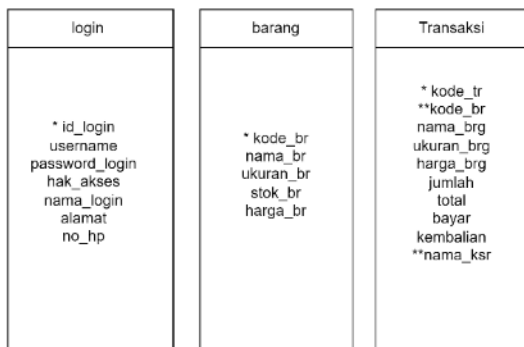 login
* id_login
username
password_login
hak_akses
nama_login
alamat
no_hp
barang
* kode_br
nama_br
ukuran_br
stok_br
harga_br
Transaksi
* kode_tr
**kode_br
nama_brg
ukuran_brg
harga_brg
jumlah
total
bayar
kembalian
**nama_ksr